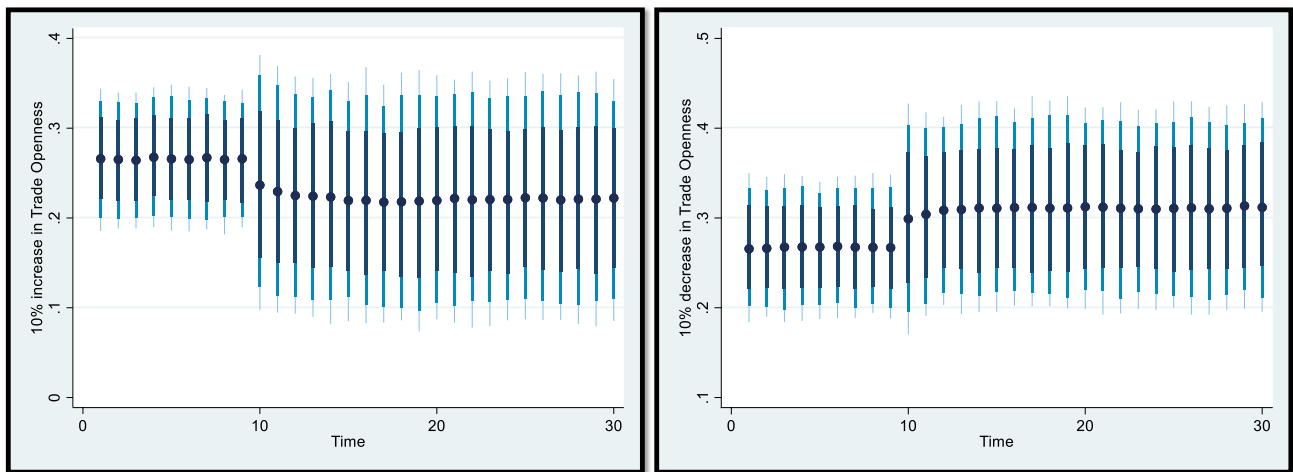 10% increase in Trade Openness
.4
.3
.2
.1
0
0 10 20 30
Time
10% decrease in Trade Openness
.5
.4
.3
.2
.1
0 10 20 30
Time